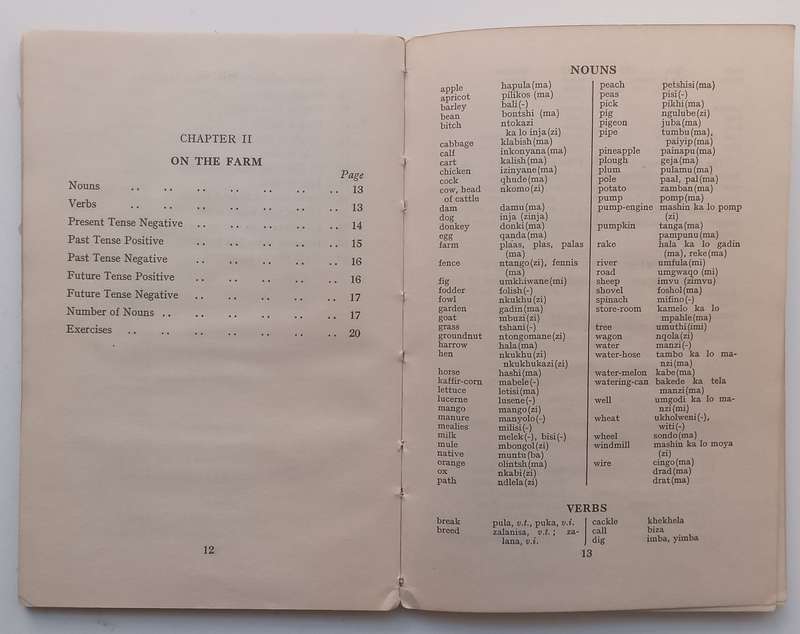 CHAPTER II
ON THE FARM
Page
Nouns .. .. .. .. .. .. .. 13
Verbs .. .. .. .. .. .. .. 13
Present Tense Negative .. .. .. .. .. 14
Past Tense Positive .. .. .. .. .. 15
Past Tense Negative .. .. .. .. .. 16
Future Tense Positive .. .. .. .. .. 16
Future Tense Negative .. .. .. .. .. 17
Number of Nouns .. .. .. .. .. .. 17
Exercises .. .. .. .. .. .. .. 20
12
NOUNS
apple hapula(ma)
apricot pilikos (ma)
barley bali(-)
bean bontshi (ma)
bitch ntokazi
ka lo inja(zi)
cabbage klabish(ma)
calf inkonyana(ma)
cart kalish(ma)
chicken izinyane(ma)
cock qhude(ma)
cow, head nkomo(zi)
of cattle
dam damu(ma)
dog inja (zinja)
donkey donki(ma)
egg qanda(ma)
farm plaas, plas, palas
(ma)
fence ntango(zi), fennis
(ma)
fig umkhiwane(mi)
fodder folish(-)
fowl nkukhu(zi)
garden gadin(ma)
goat mbuzi(zi)
grass tshani(-)
groundnut ntongomane(zi)
harrow hala(ma)
hen nkukhu(zi)
nkukhukazi(zi)
horse hashi(ma)
kaffir-corn mabele(-)
lettuce letisi(ma)
lucerne lusene(-)
mango mango(zi)
manure manyolo(-)
mealies milisi(-)
milk melek(-), bisi(-)
mule mbongol(zi)
native muntu(ba)
orange olintsh(ma)
ox nkabi(zi)
path ndlela(zi)
peach petshisi(ma)
peas pisi(-)
pick pikhi(ma)
pig ngulube(zi)
pigeon juba(ma)
pipe tumbu(ma),
paiyip(ma)
pineapple painapu(ma)
plough geja(ma)
plum pulamu(ma)
pole paal, pal(ma)
potato zamban(ma)
pump pomp(ma)
pump-engine mashin ka lo pomp
(zi)
pumpkin tanga(ma)
pampunu(ma)
rake hala ka lo gadin
(ma), reke(ma)
river umfula(mi)
road umgwaqo (mi)
sheep imvu (zimvu)
shovel foshol(ma)
spinach mifino(-)
store-room kamelo ka lo
mpahle(ma)
tree umuthi(imi)
wagon nqola(zi)
water manzi(-)
water-hose tambo ka lo ma-
nzi(ma)
water-melon kabe(ma)
watering-can bakede ka tela
manzi(ma)
well umgodi ka lo ma-
nzi(mi)
wheat ukholweni(-),
witi(-)
wheel sondo(ma)
windmill mashin ka lo moya
(zi)
wire cingo(ma)
drad(ma)
drat(ma)
VERBS
break pula, v.t., puka, v.i.
breed zalanisa, v.t.; za-
lana, v.i.
cackle khekhela
call biza
dig imba, yimba
13